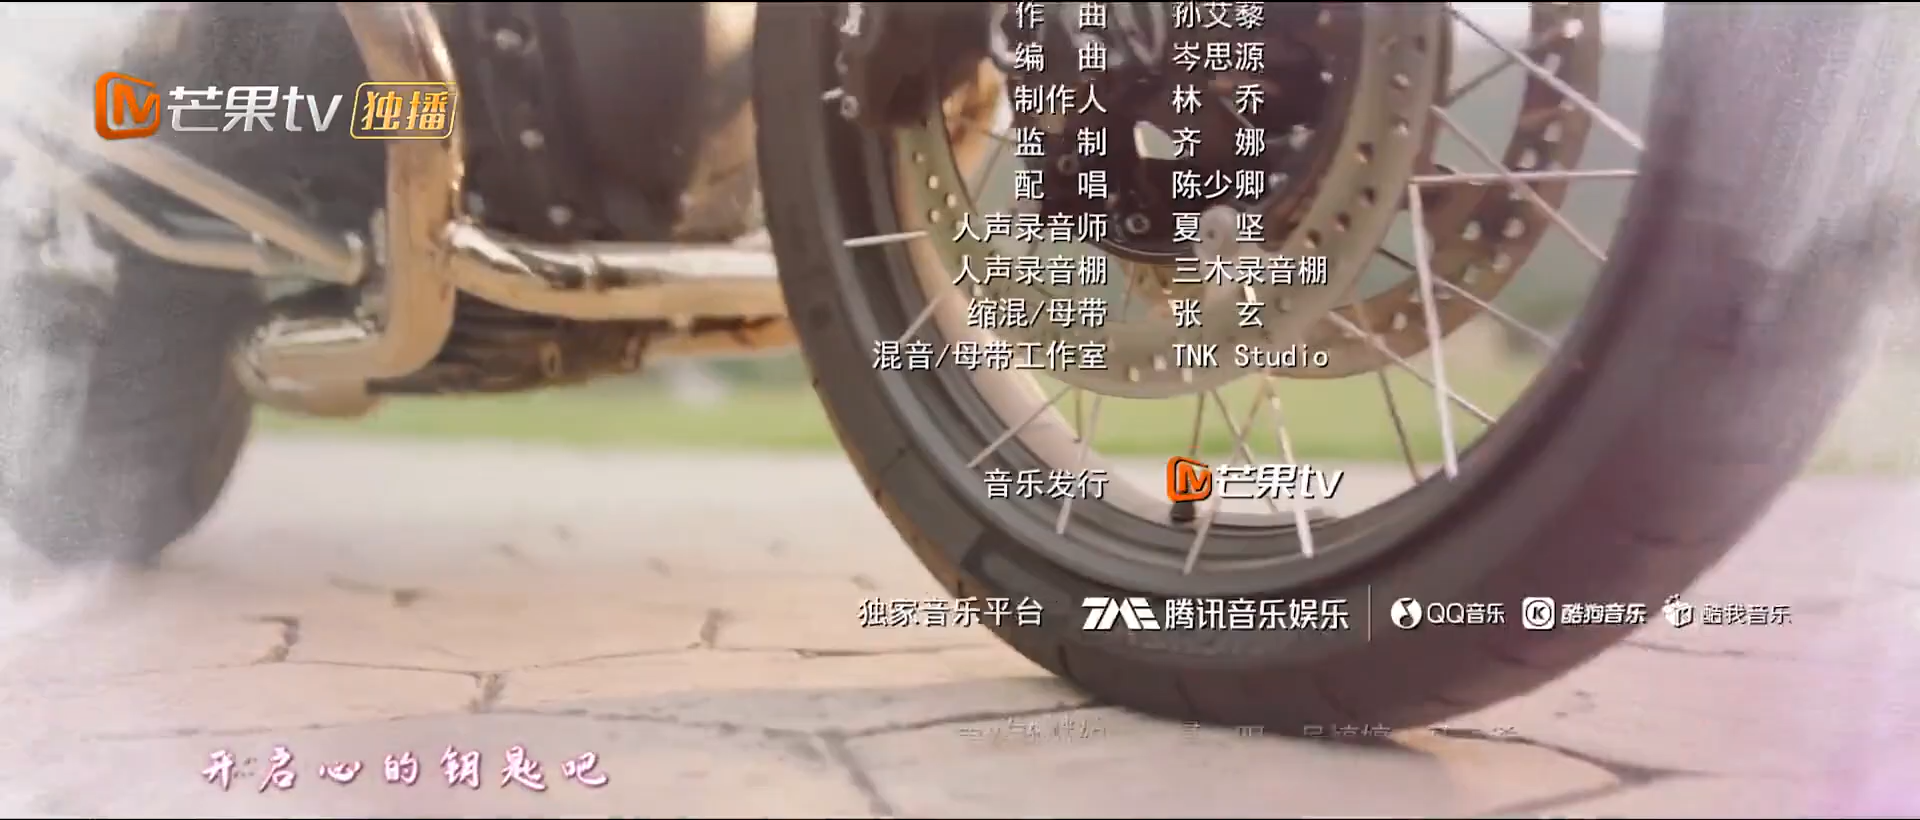 作 曲 孙艾黎
编 曲 岑思源
芒果tv 独播
制作人 林 乔
监 制 齐 娜
配 唱 陈少卿
人声录音师 夏 坚
人声录音棚 三木录音棚
缩混/母带 张 玄
混音/母带工作室 TNK Studio
音乐发行 芒果tv
独家音乐平台 TME腾讯音乐娱乐 QQ音乐 酷狗音乐 酷我音乐
开启心的钥匙吧